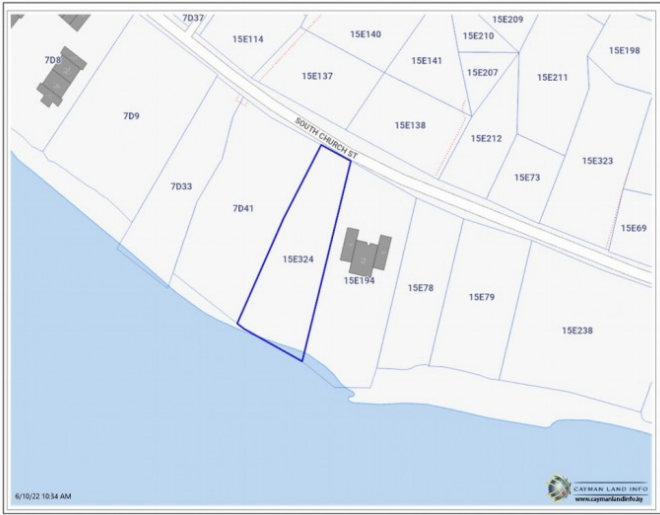 7D37
15E209
15E114
15E140
15E210
15E198
7D8
15E141
15E207
15E137
15E211
7D9
SOUTH CHURCH ST
15E138
15E212
15E323
15E73
7D33
7D41
15E69
15E324
15E194
15E78
15E79
15E238
6/10/22 10:34 AM
CAYMAN LAND INFO
www.caymanlandinfo.ky